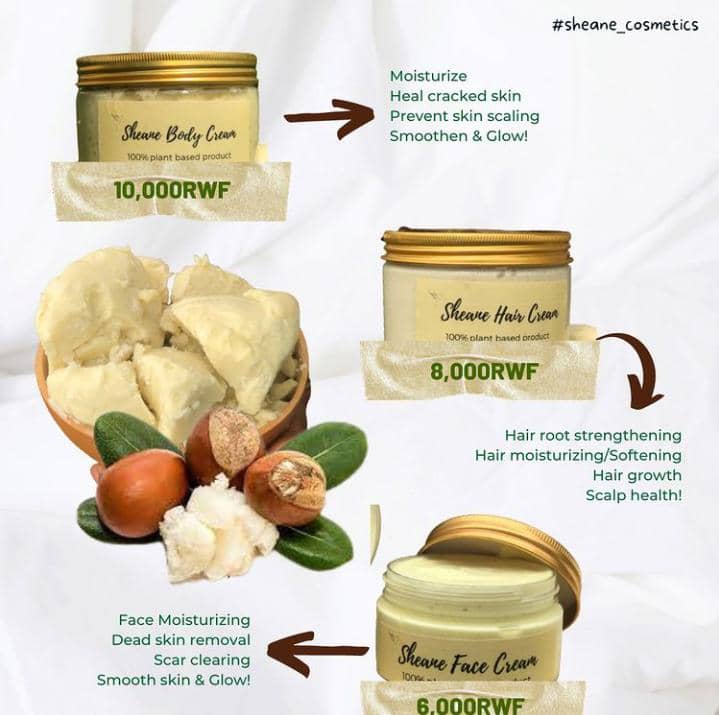 #sheane_cosmetics
Sheane Body Cream
100% plant based product
10,000RWF
Moisturize
Heal cracked skin
Prevent skin scaling
Smoothen & Glow!
Sheane Hair Cream
100% plant based product
8,000RWF
Hair root strengthening
Hair moisturizing/Softening
Hair growth
Scalp health!
Face Moisturizing
Dead skin removal
Scar clearing
Smooth skin & Glow!
Sheane Face Cream
100%
6,000RWF